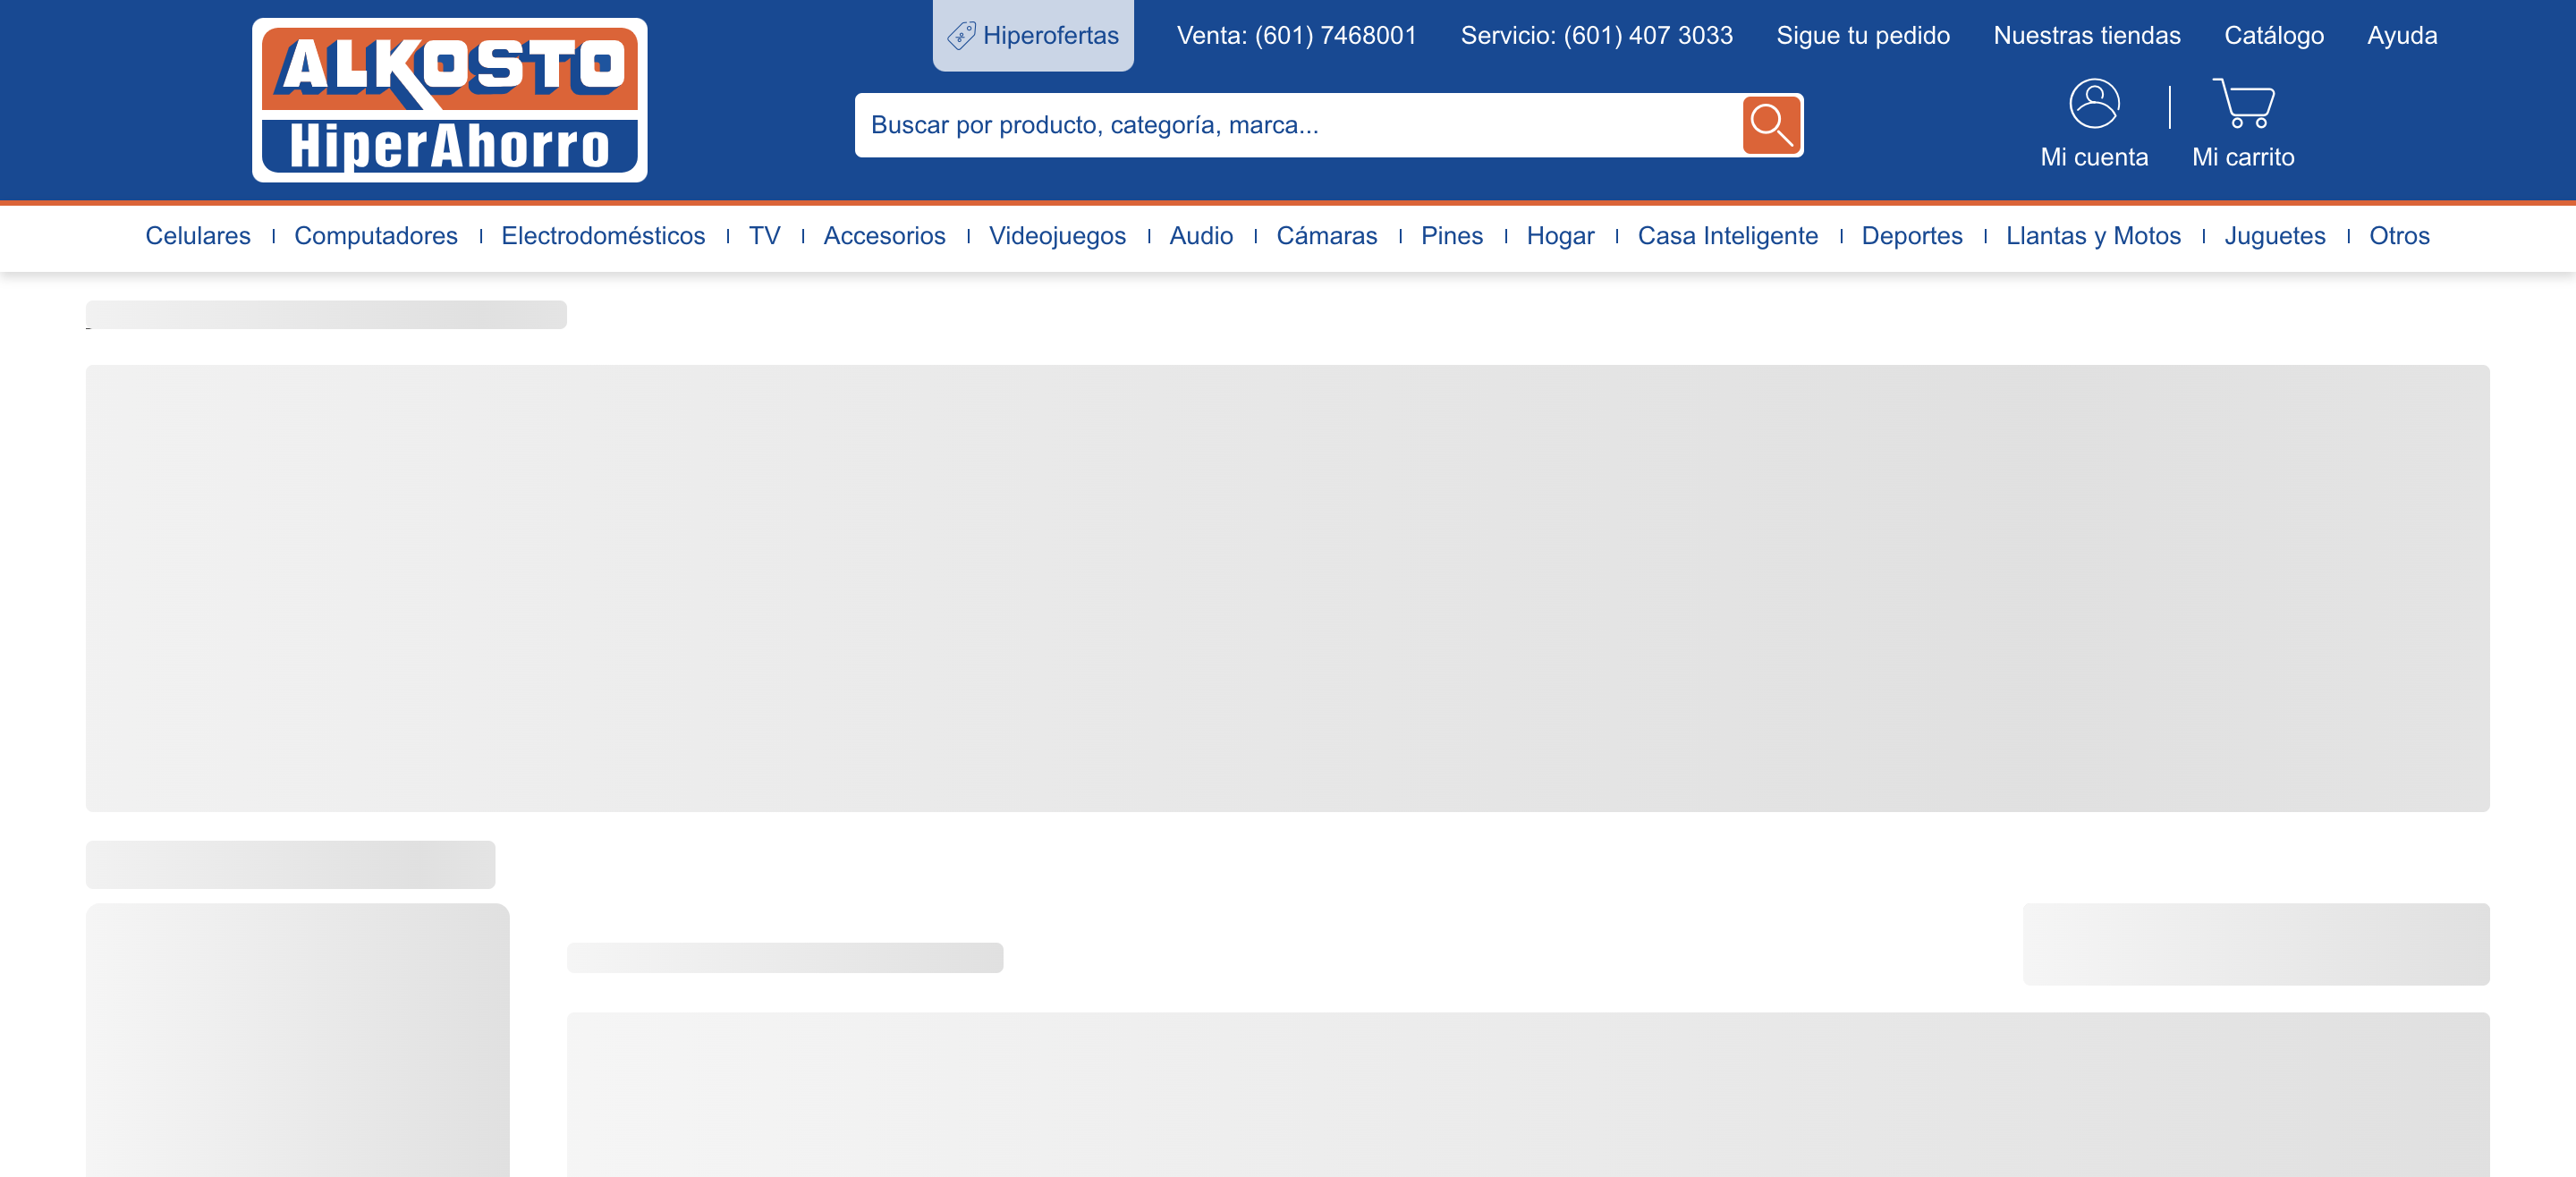 ALKOSTO
HiperAhorro
Hiperofertas
Venta: (601) 7468001
Servicio: (601) 407 3033
Sigue tu pedido
Nuestras tiendas
Catálogo
Ayuda
Buscar por producto, categoría, marca...
Mi cuenta
Mi carrito
Celulares
Computadores
Electrodomésticos
TV
Accesorios
Videojuegos
Audio
Cámaras
Pines
Hogar
Casa Inteligente
Deportes
Llantas y Motos
Juguetes
Otros